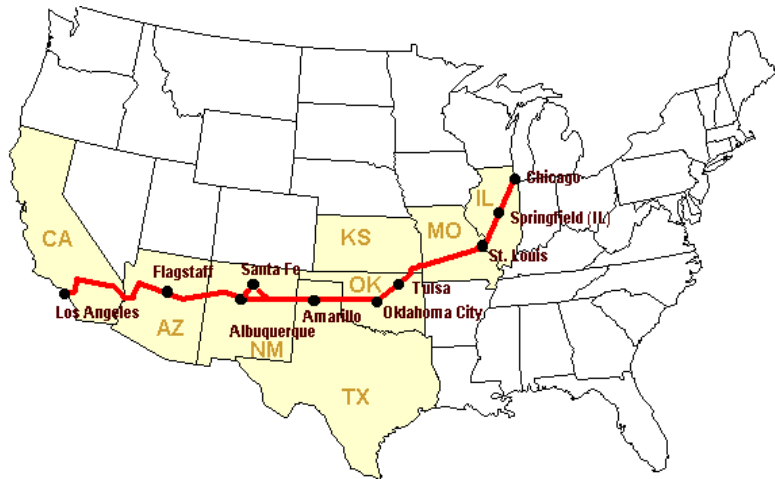 Chicago
IL
Springfield (IL)
MO
KS
CA
St. Louis
Flagstaff
Santa Fe
OK
Tulsa
Los Angeles
Amarillo
Oklahoma City
AZ
Albuquerque
NM
TX